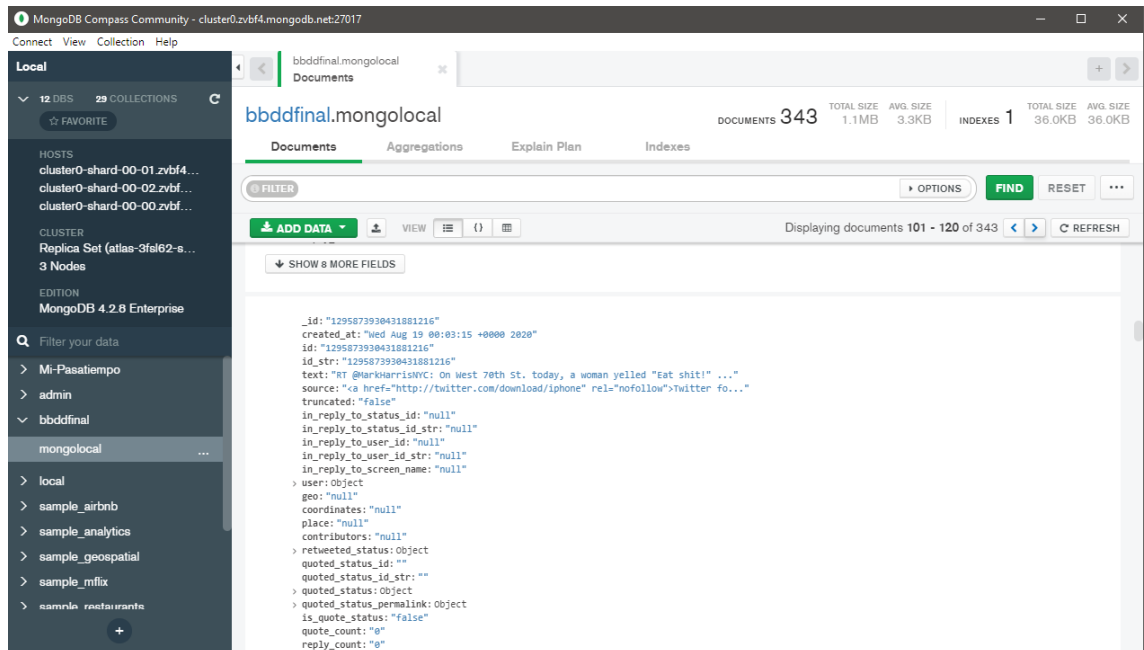 MongoDB Compass Community - cluster0.zvbf4.mongodb.net:27017
Connect View Collection Help
Local
bbddfinal.mongolocal
Documents
12 DBS 29 COLLECTIONS
FAVORITE
HOSTS
cluster0-shard-00-01.zvbf4...
cluster0-shard-00-02.zvbf...
cluster0-shard-00-00.zvbf...
CLUSTER
Replica Set (atlas-3fsl62-s...
3 Nodes
EDITION
MongoDB 4.2.8 Enterprise
Filter your data
Mi-Pasatiempo
admin
bbddfinal
mongolocal ...
local
sample_airbnb
sample_analytics
sample_geospatial
sample_mflix
sample_restaurants
bbddfinal.mongolocal
DOCUMENTS 343 TOTAL SIZE 1.1MB AVG. SIZE 3.3KB INDEXES 1 TOTAL SIZE 36.0KB AVG. SIZE 36.0KB
Documents Aggregations Explain Plan Indexes
FILTER OPTIONS FIND RESET ...
ADD DATA VIEW {} Displaying documents 101 - 120 of 343 REFRESH
SHOW 8 MORE FIELDS
_id: "1295873930431881216"
created_at: "Wed Aug 19 00:03:15 +0000 2020"
id: "1295873930431881216"
id_str: "1295873930431881216"
text: "RT @MarkHarrisNYC: On West 70th St. today, a woman yelled "Eat shit!" ..."
source: "<a href="http://twitter.com/download/iphone" rel="nofollow">Twitter fo..."
truncated: "false"
in_reply_to_status_id: "null"
in_reply_to_status_id_str: "null"
in_reply_to_user_id: "null"
in_reply_to_user_id_str: "null"
in_reply_to_screen_name: "null"
> user: Object
geo: "null"
coordinates: "null"
place: "null"
contributors: "null"
> retweeted_status: Object
quoted_status_id: ""
quoted_status_id_str: ""
> quoted_status: Object
> quoted_status_permalink: Object
is_quote_status: "false"
quote_count: "0"
reply_count: "0"